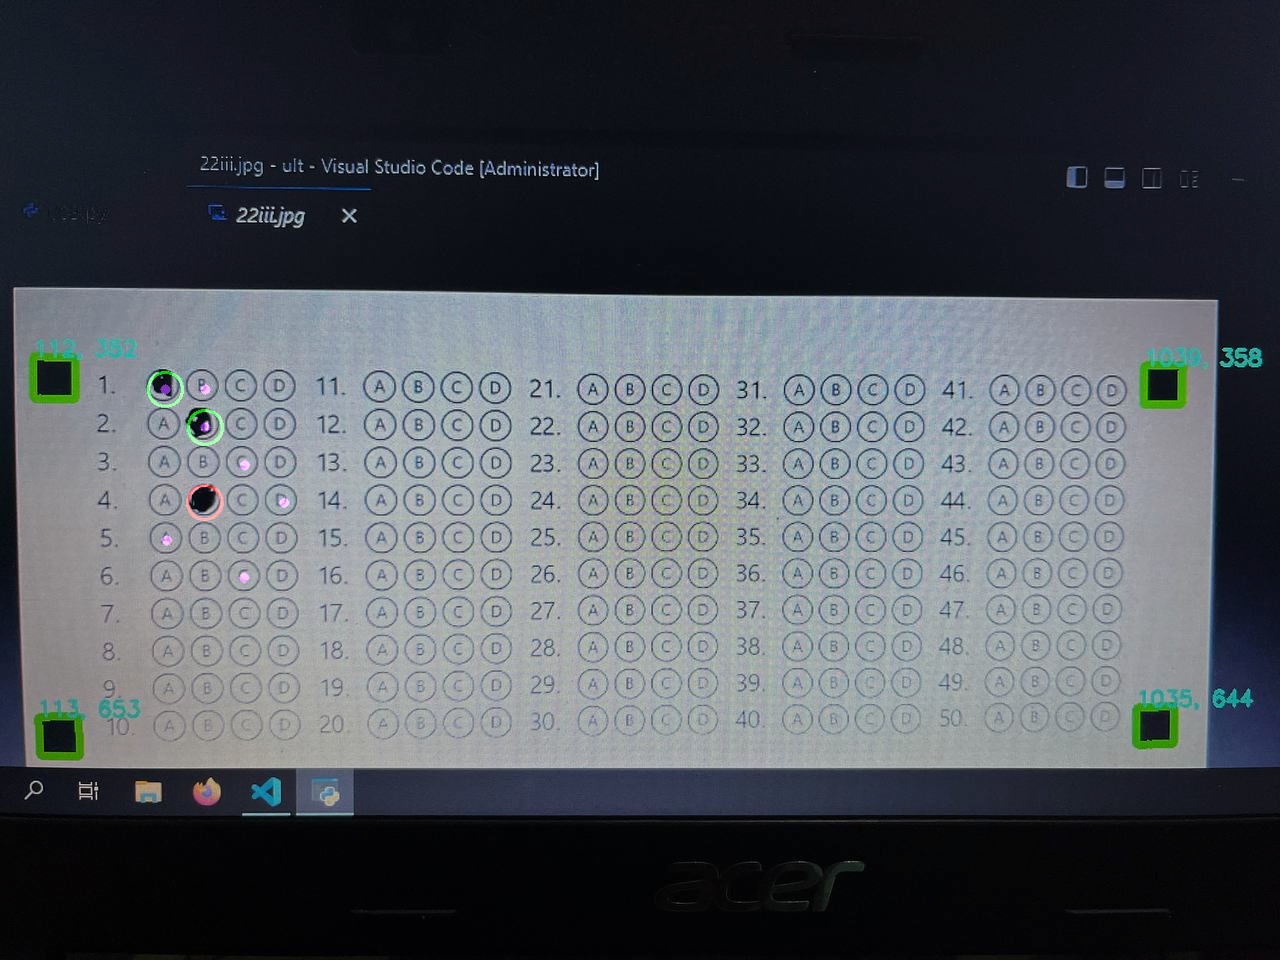 22iii.jpg - ult - Visual Studio Code [Administrator]
22iii.jpg ✕
112, 352
1039, 358
1. B C D 11. A B C D 21. A B C D 31. A B C D 41. A B C D
2. A C D 12. A B C D 22. A B C D 32. A B C D 42. A B C D
3. A B D 13. A B C D 23. A B C D 33. A B C D 43. A B C D
4. A C D 14. A B C D 24. A B C D 34. A B C D 44. A B C D
5. B C D 15. A B C D 25. A B C D 35. A B C D 45. A B C D
6. A B D 16. A B C D 26. A B C D 36. A B C D 46. A B C D
7. A B C D 17. A B C D 27. A B C D 37. A B C D 47. A B C D
8. A B C D 18. A B C D 28. A B C D 38. A B C D 48. A B C D
9. A B C D 19. A B C D 29. A B C D 39. A B C D 49. A B C D
113, 653
1035, 644
10. A B C D 20. A B C D 30. A B C D 40. A B C D 50. A B C D
acer